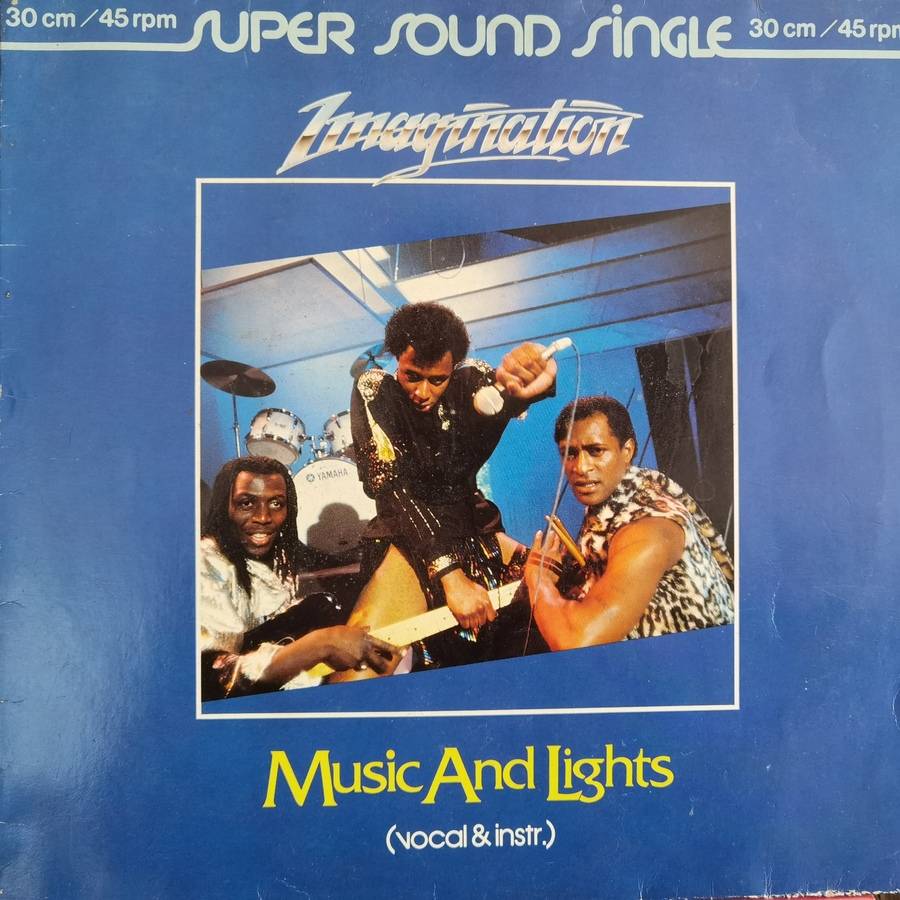 30 cm / 45 rpm SUPER SOUND SINGLE 30 cm / 45 rpm
Imagination
YAMAHA
Music And Lights
(vocal & instr.)